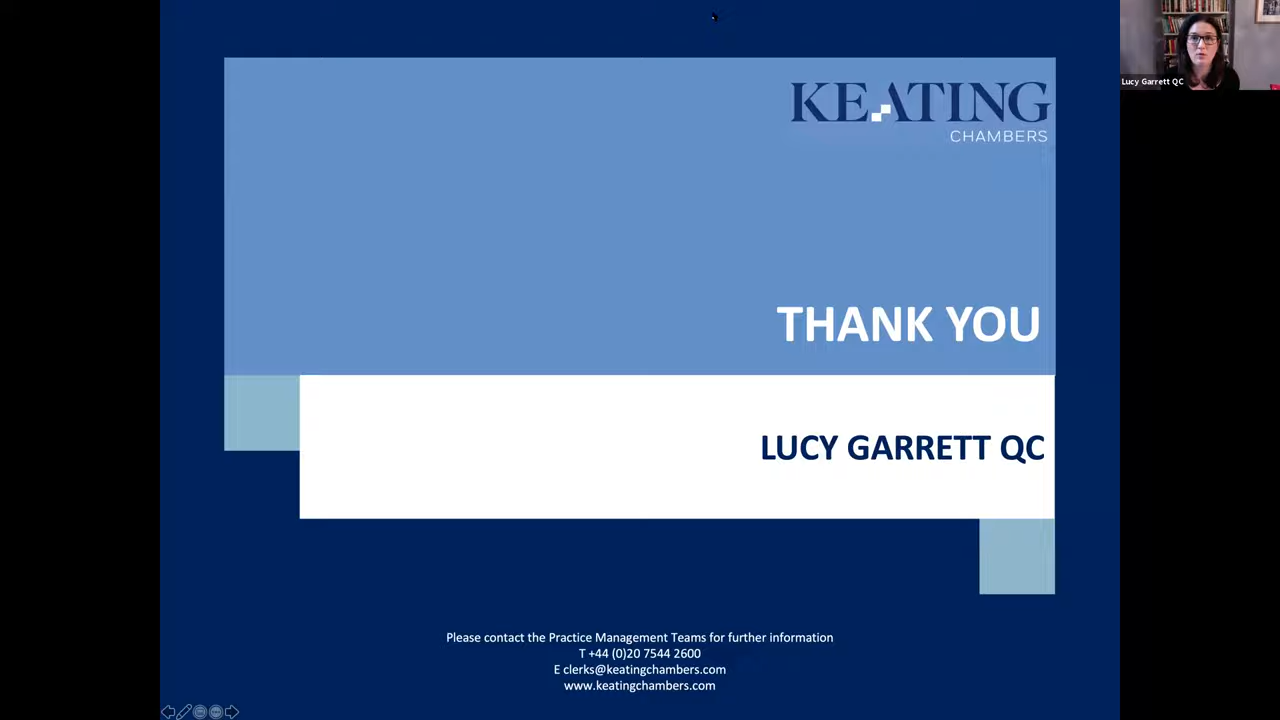 KEATING
CHAMBERS
Lucy Garrett QC
THANK YOU
LUCY GARRETT QC
Please contact the Practice Management Teams for further information
T +44 (0)20 7544 2600
E clerks@keatingchambers.com
www.keatingchambers.com